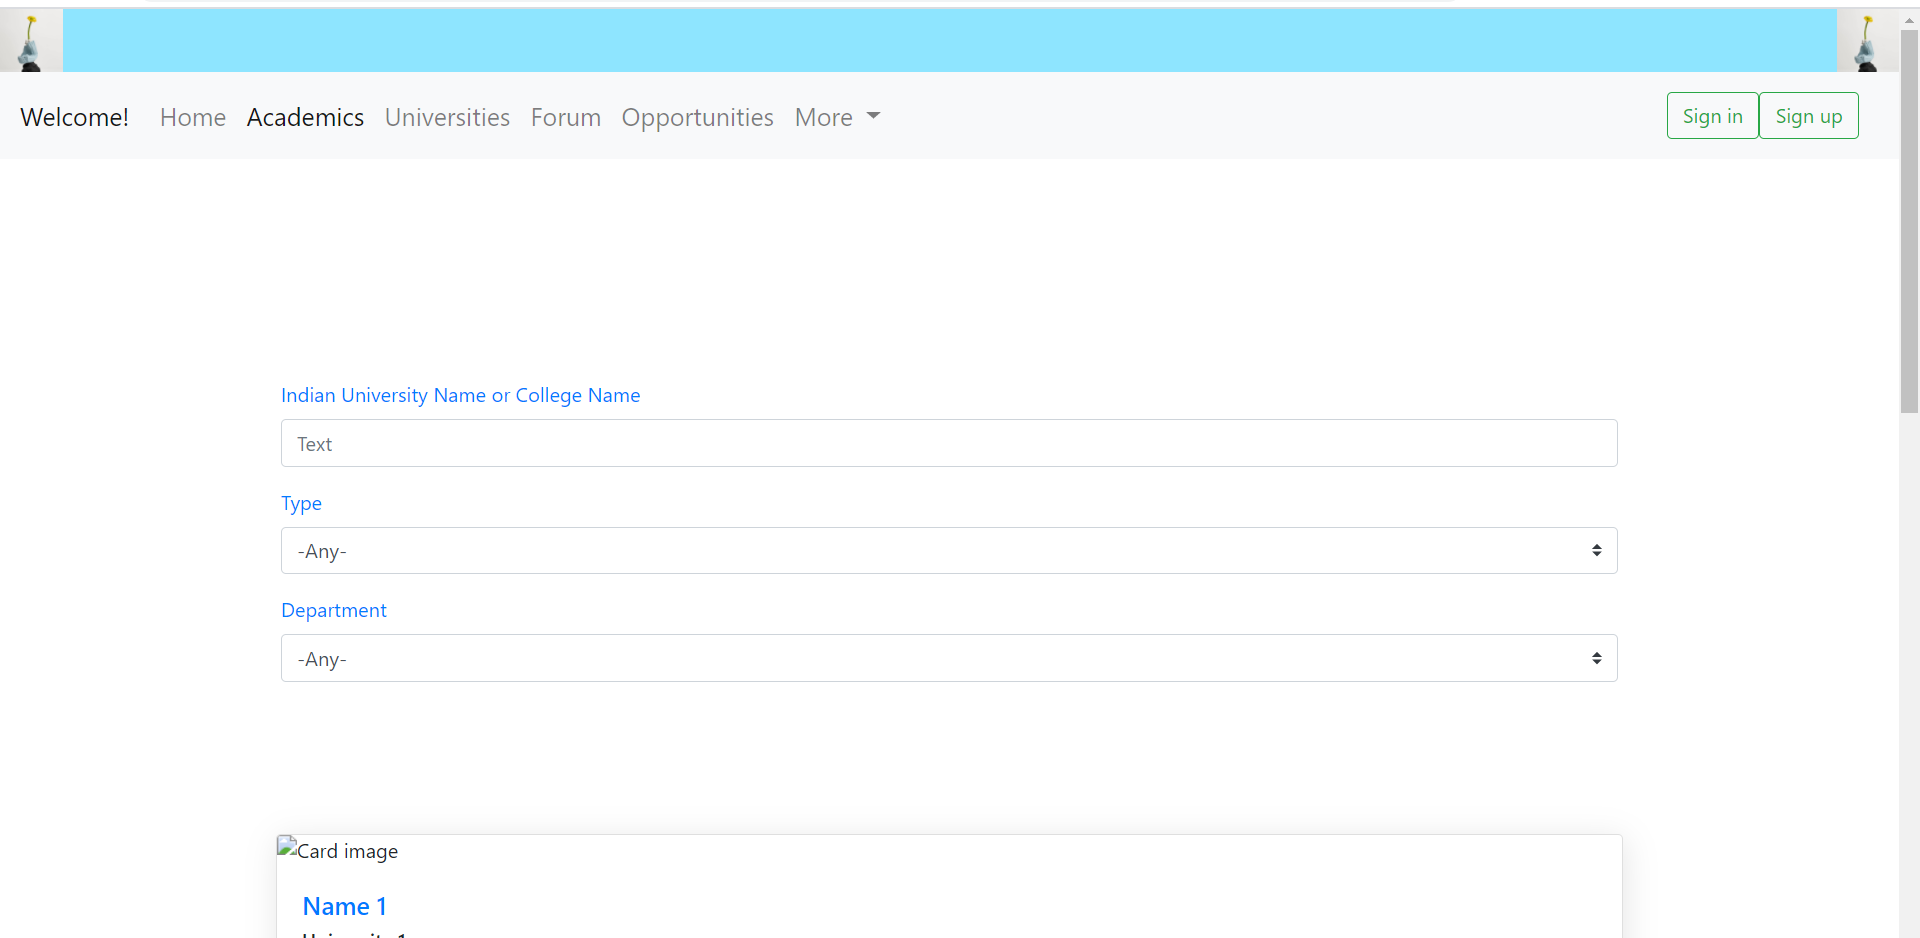 Welcome! Home Academics Universities Forum Opportunities More Sign in Sign up
Indian University Name or College Name
Text
Type
-Any-
Department
-Any-
Card image
Name 1